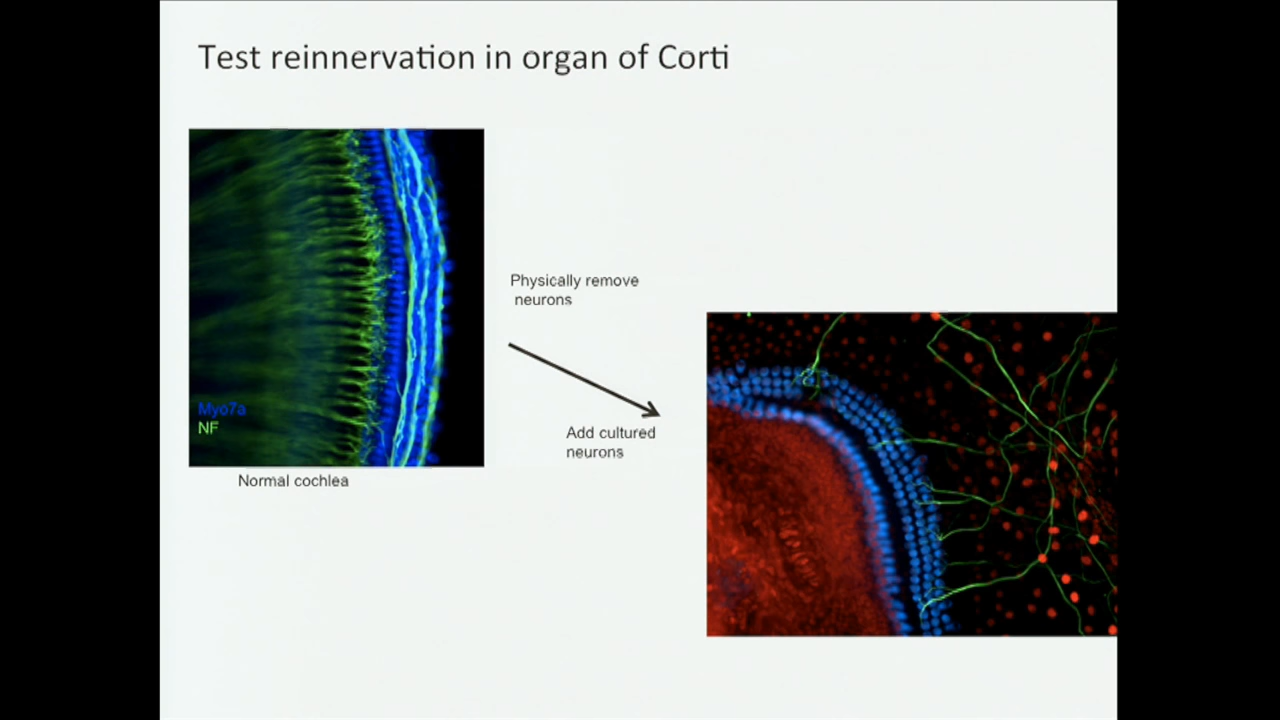 Test reinnervation in organ of Corti
Physically remove
neurons
Myo7a
NF
Add cultured
neurons
Normal cochlea